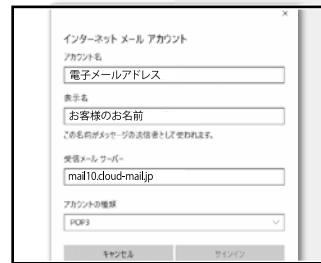 インターネット メール アカウント
アカウント名
電子メールアドレス
表示名
お客様のお名前
この名前がメッセージの送信者として使われます。
受信メール サーバー
mail10.cloud-mail.jp
アカウントの種類
POP3
キャンセル
サインイン